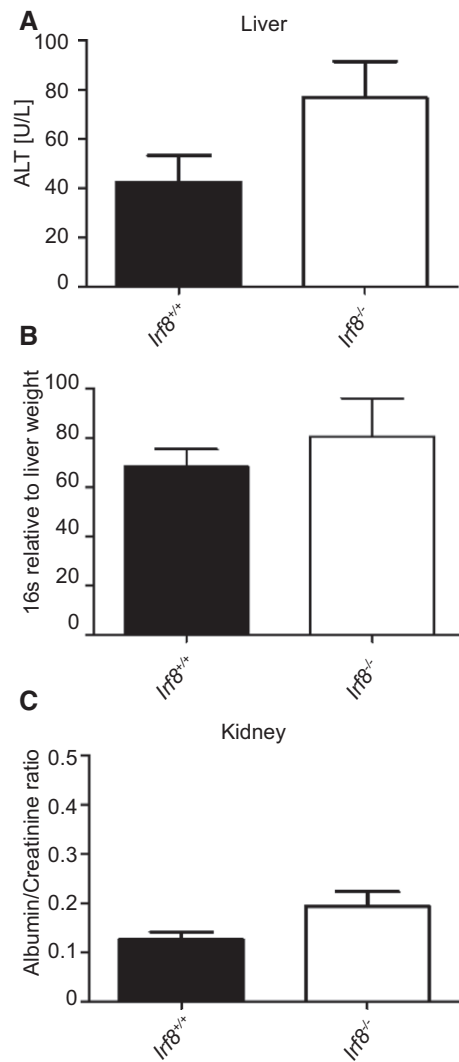 A
Liver
ALT [U/L]
100
80
60
40
20
0
Irf8+/+
Irf8-/-
B
16s relative to liver weight
100
80
60
40
20
0
Irf8+/+
Irf8-/-
C
Kidney
Albumin/Creatinine ratio
0.5
0.4
0.3
0.2
0.1
0
Irf8+/+
Irf8-/-